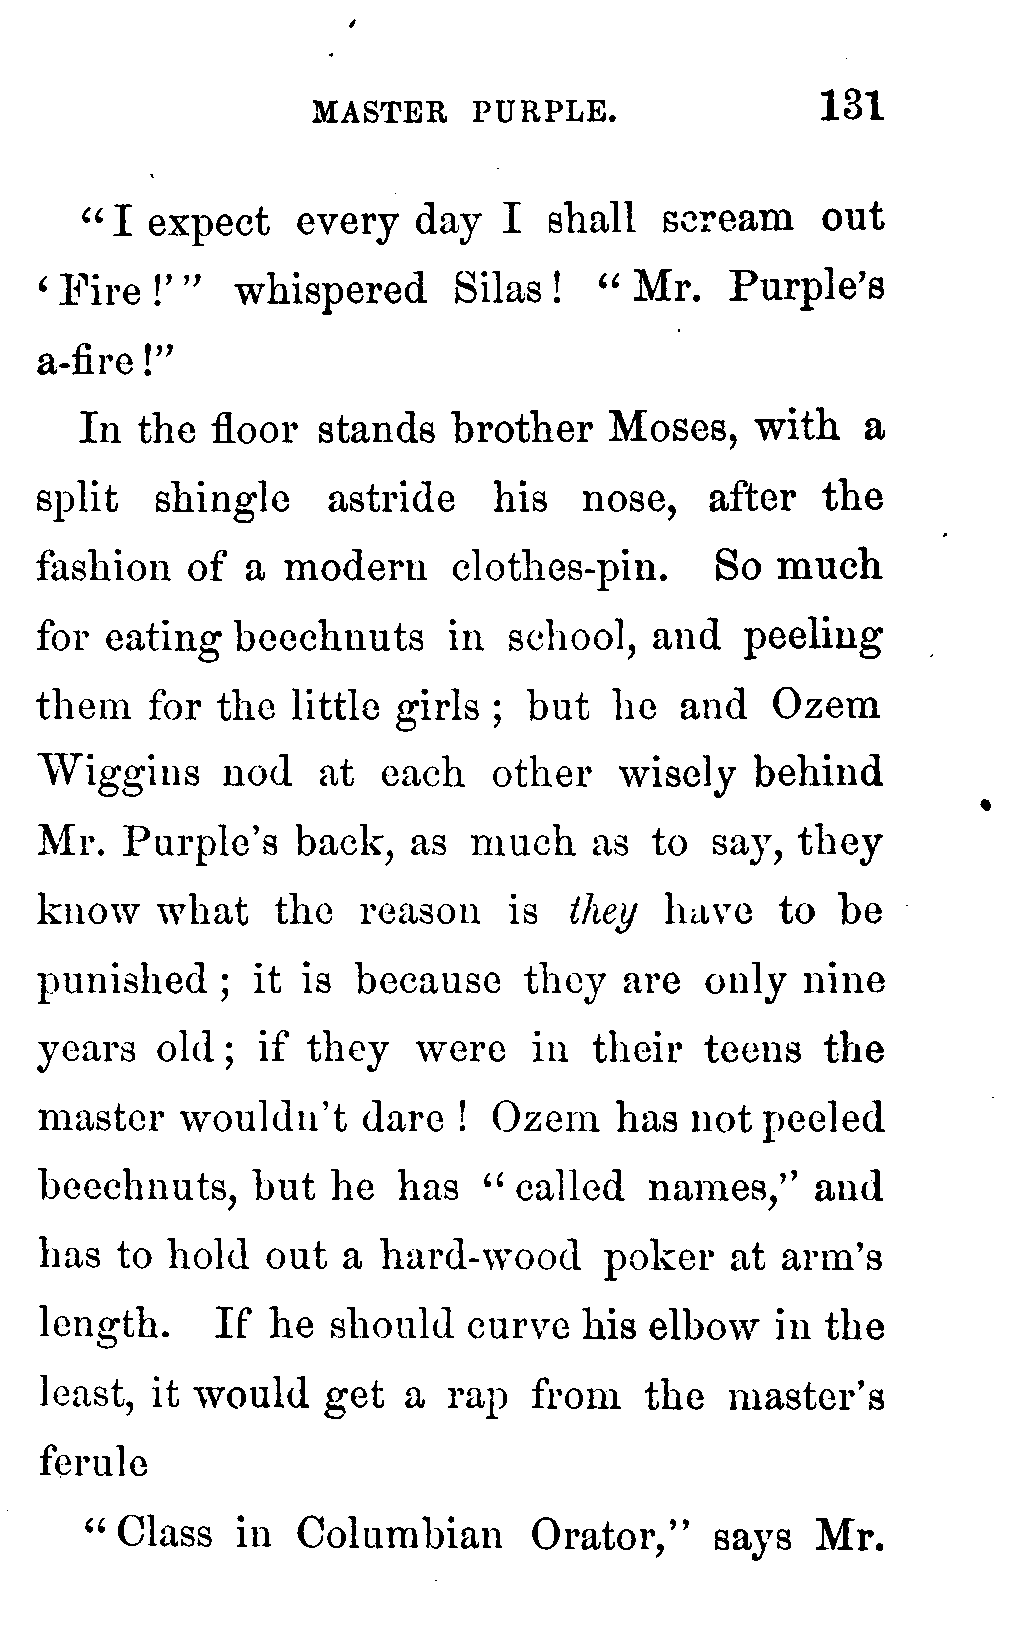 MASTER PURPLE. 131
“I expect every day I shall scream out
‘Fire!’” whispered Silas! “Mr. Purple’s
a-fire!”
In the floor stands brother Moses, with a
split shingle astride his nose, after the
fashion of a modern clothes-pin. So much
for eating beechnuts in school, and peeling
them for the little girls; but he and Ozem
Wiggins nod at each other wisely behind
Mr. Purple’s back, as much as to say, they
know what the reason is they have to be
punished; it is because they are only nine
years old; if they were in their teens the
master wouldn’t dare! Ozem has not peeled
beechnuts, but he has “called names,” and
has to hold out a hard-wood poker at arm’s
length. If he should curve his elbow in the
least, it would get a rap from the master’s
ferule
“Class in Columbian Orator,” says Mr.